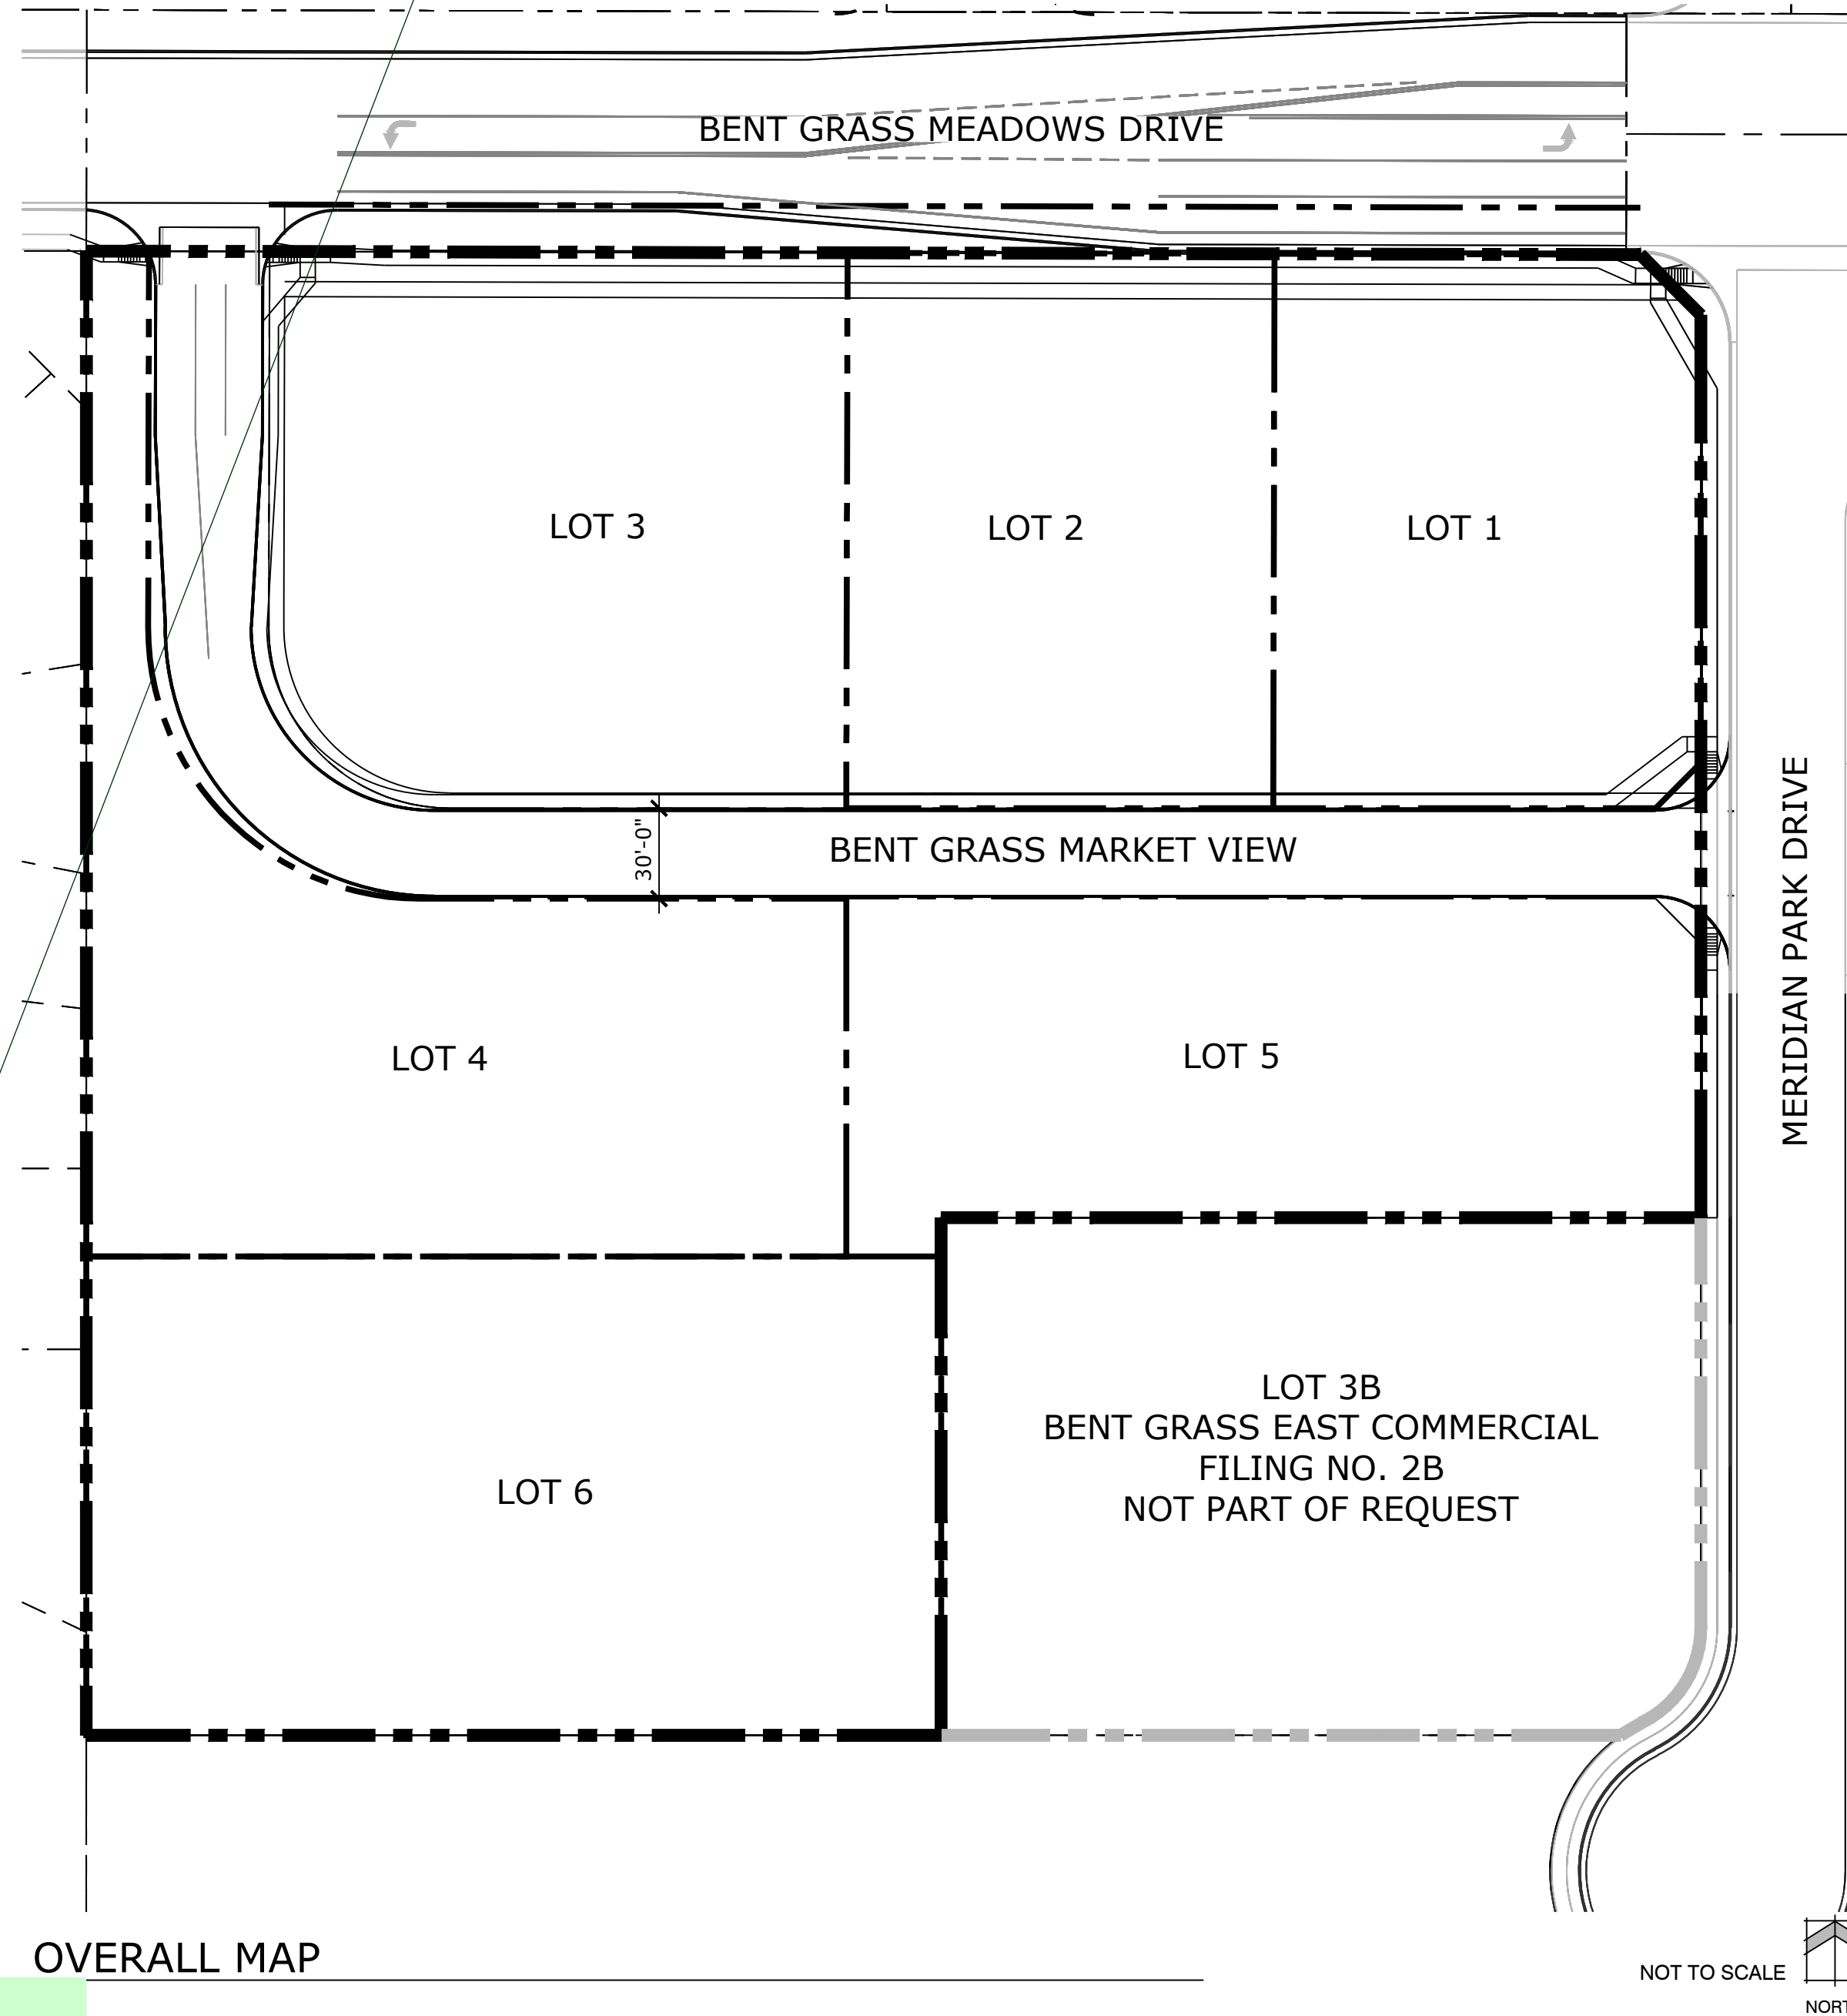 BENT GRASS MEADOWS DRIVE
LOT 3
LOT 2
LOT 1
30'-0"
BENT GRASS MARKET VIEW
MERIDIAN PARK DRIVE
LOT 4
LOT 5
LOT 3B
BENT GRASS EAST COMMERCIAL
FILING NO. 2B
NOT PART OF REQUEST
LOT 6
OVERALL MAP
NOT TO SCALE
NORT